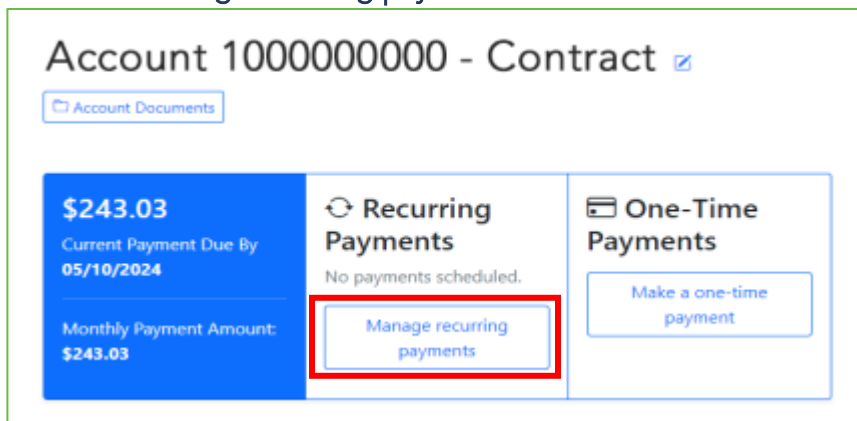 Account 1000000000 - Contract
Account Documents
$243.03
Current Payment Due By
05/10/2024
Monthly Payment Amount:
$243.03
Recurring
Payments
No payments scheduled.
Manage recurring
payments
One-Time
Payments
Make a one-time
payment